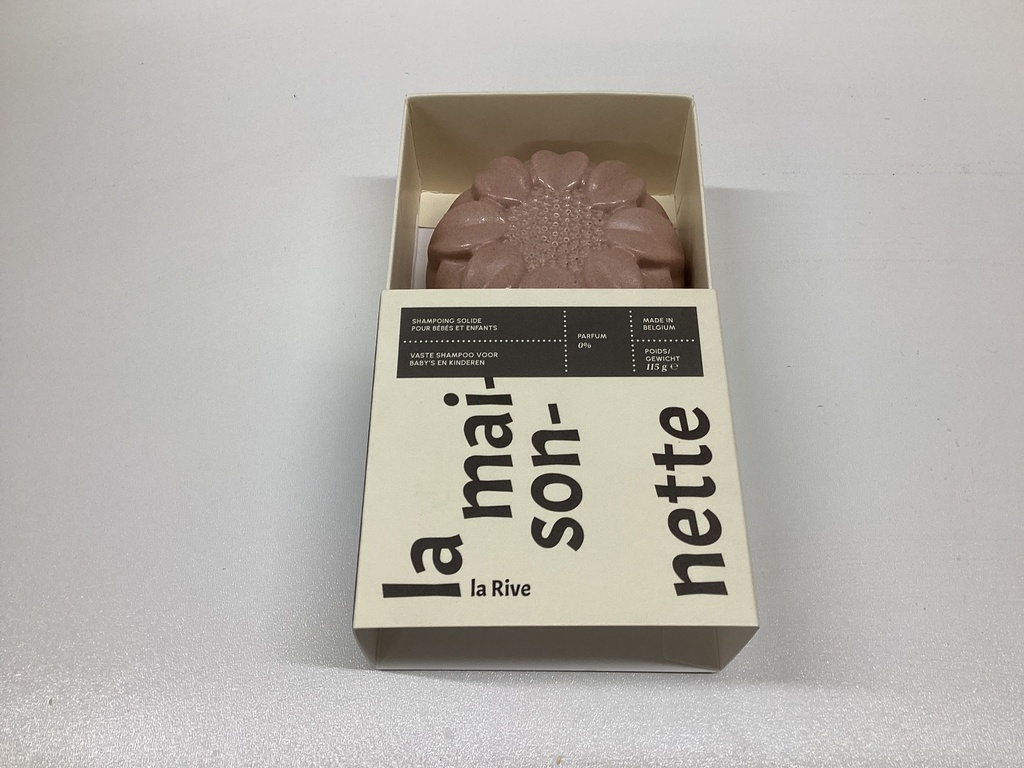 SHAMPOING SOLIDE
POUR BÉBÉS ET ENFANTS
VASTE SHAMPOO VOOR
BABY'S EN KINDEREN
PARFUM
0%
MADE IN
BELGIUM
POIDS/
GEWICHT
115 g ℮
la mai-
son-
nette
la Rive